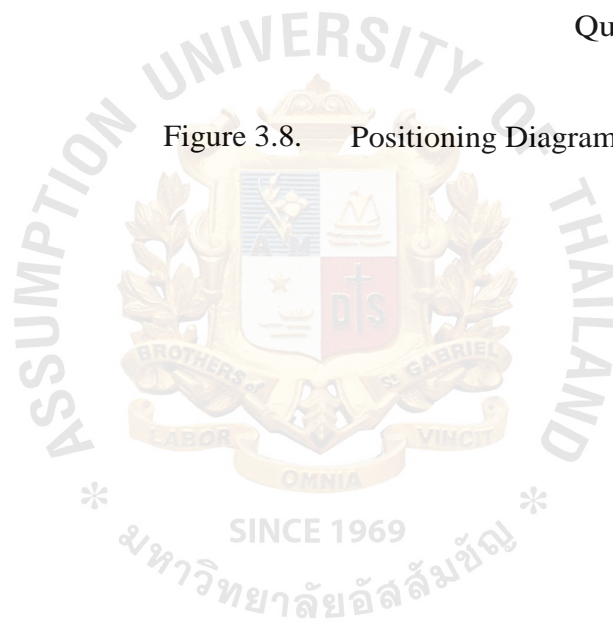 Qu
Figure 3.8. Positioning Diagram
ASSUMPTION UNIVERSITY OF THAILAND
A M
D S
BROTHERS of St GABRIEL
LABOR
OMNIA
VINCIT
SINCE 1969
* มหาวิทยาลัยอัสสัมชัญ *